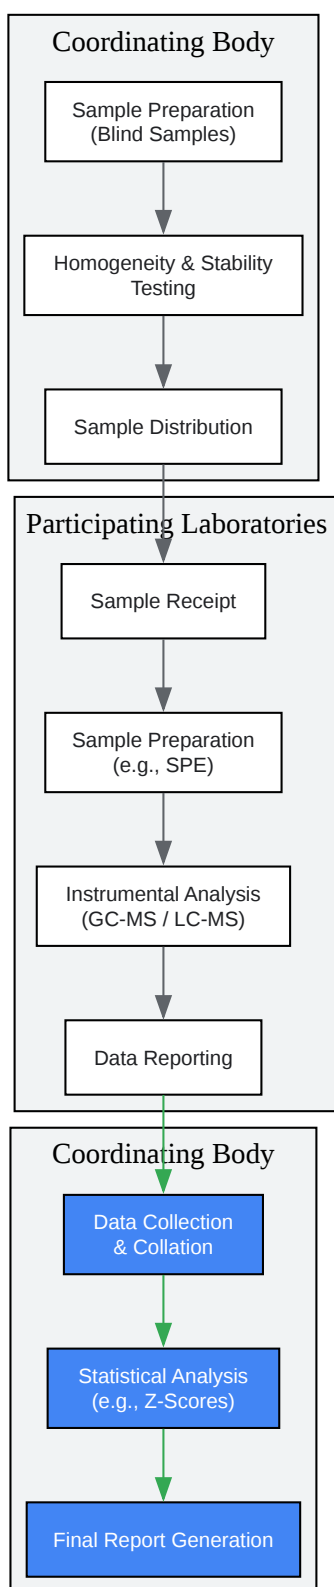 Coordinating Body
Sample Preparation
(Blind Samples)
Homogeneity & Stability
Testing
Sample Distribution
Participating Laboratories
Sample Receipt
Sample Preparation
(e.g., SPE)
Instrumental Analysis
(GC-MS / LC-MS)
Data Reporting
Coordinating Body
Data Collection
& Collation
Statistical Analysis
(e.g., Z-Scores)
Final Report Generation